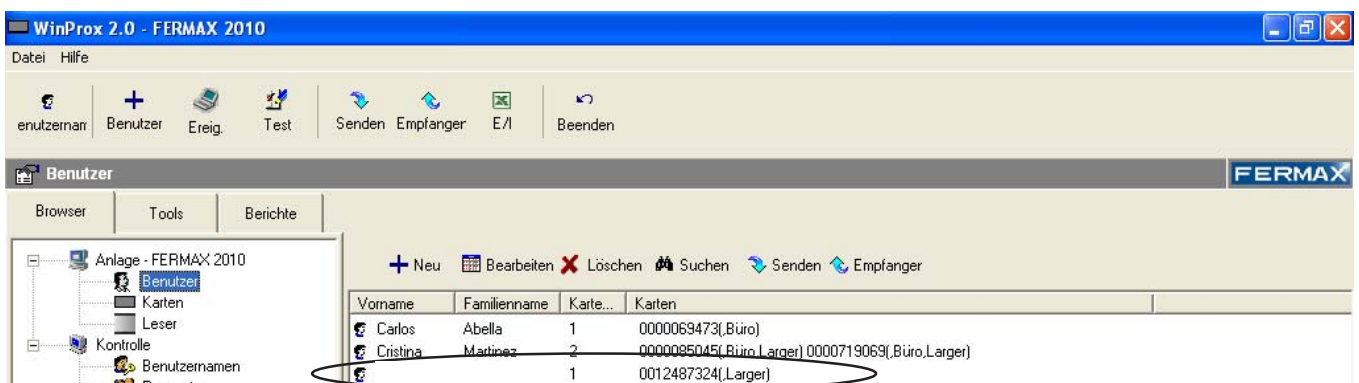 WinProx 2.0 - FERMAX 2010
Datei Hilfe
enutzernam Benutzer Ereig. Test Senden Empfanger E/I Beenden
Benutzer FERMAX
Browser Tools Berichte
Anlage - FERMAX 2010
Neu Bearbeiten Löschen Suchen Senden Empfanger
Benutzer
Karten
Vorname Familienname Karte... Karten
Leser
Carlos Abella 1 0000069473(,Büro)
Kontrolle
Cristina Martinez 2 0000085045(,Büro,Larger) 0000719069(,Büro,Larger)
Benutzernamen
1 0012487324(,Larger)